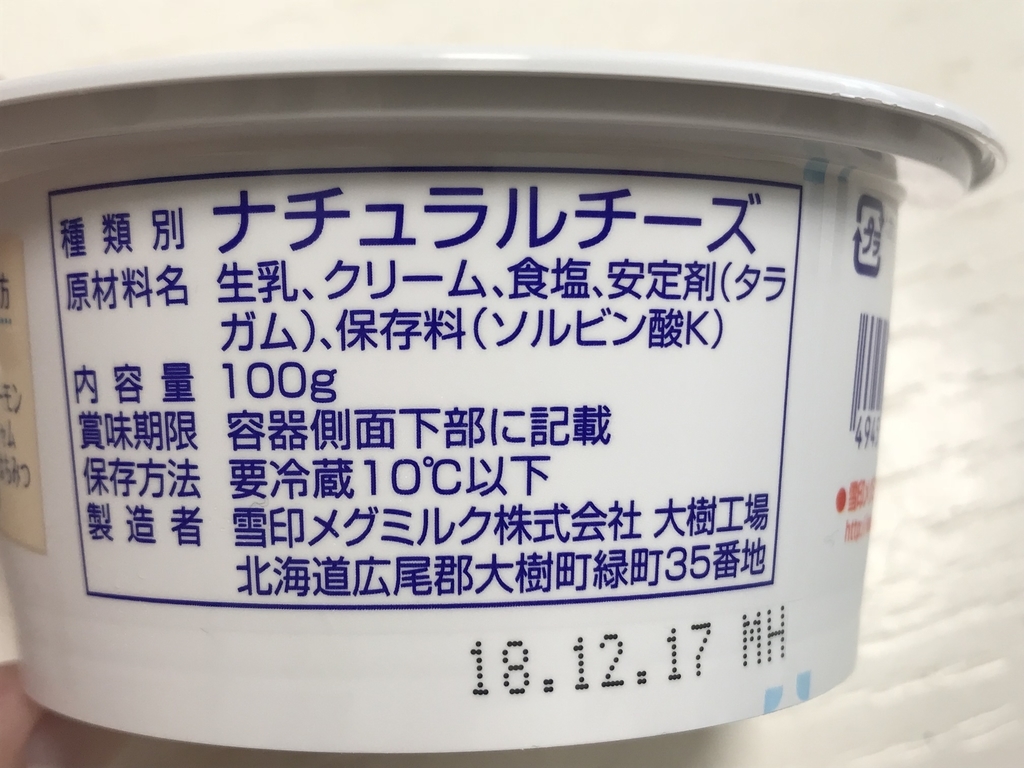 種類別 ナチュラルチーズ
原材料名 生乳、クリーム、食塩、安定剤(タラ
ガム)、保存料(ソルビン酸K)
内容量 100g
賞味期限 容器側面下部に記載
保存方法 要冷蔵10℃以下
製造者 雪印メグミルク株式会社 大樹工場
北海道広尾郡大樹町緑町35番地
18.12.17 MH
プラ